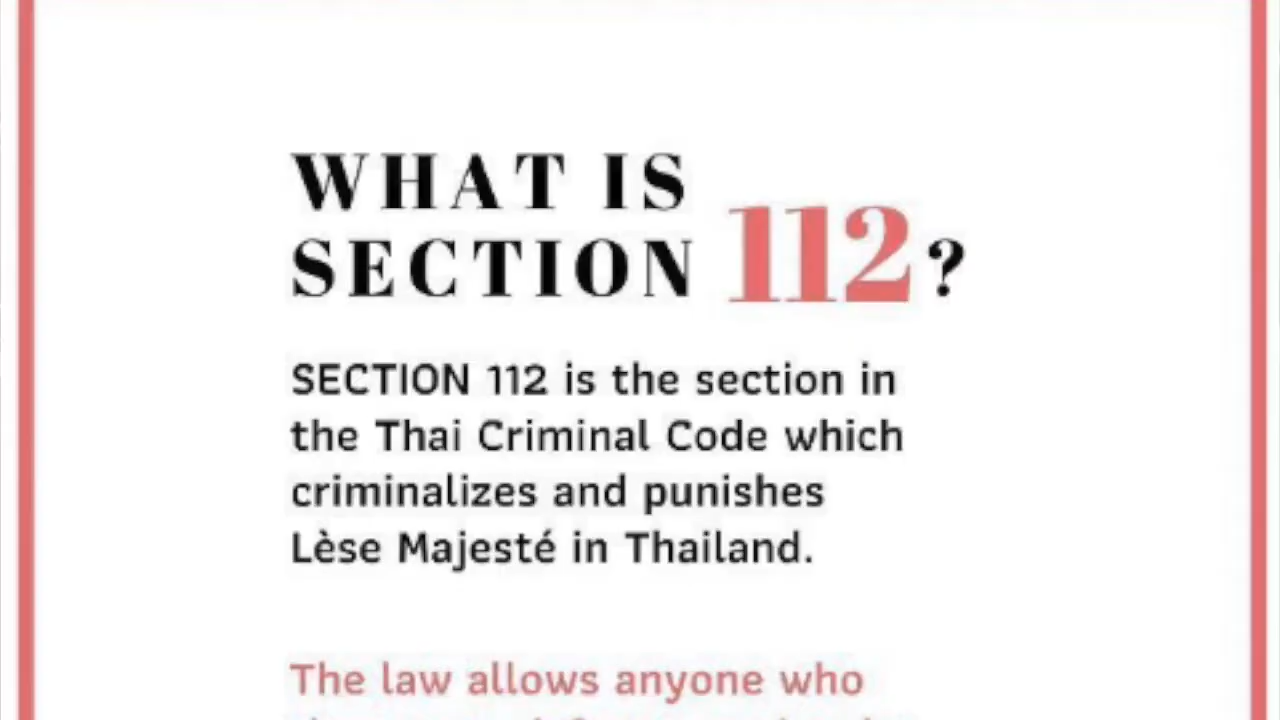 WHAT IS
SECTION 112?
SECTION 112 is the section in
the Thai Criminal Code which
criminalizes and punishes
Lèse Majesté in Thailand.
The law allows anyone who